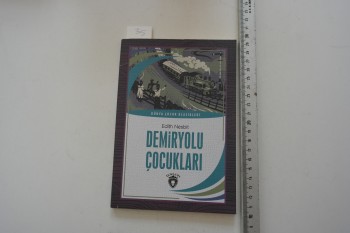 DÜNYA ÇOCUK KLASİKLERİ
Edith Nesbit
DEMİRYOLU
ÇOCUKLARI